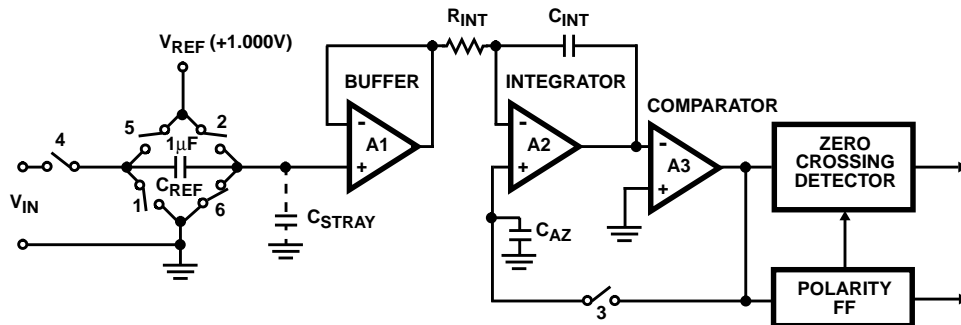 RINT
CINT
VREF (+1.000V)
BUFFER
INTEGRATOR
COMPARATOR
5
2
4
1µF
-
A1
+
-
A2
+
-
A3
+
ZERO
CROSSING
DETECTOR
CREF
VIN
1
6
CSTRAY
CAZ
3
POLARITY
FF